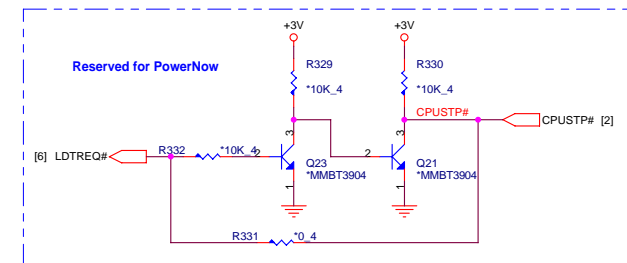 +3V
+3V
Reserved for PowerNow
R329
R330
*10K_4
*10K_4
CPUSTP#
CPUSTP# [2]
3
3
[6] LDTREQ#
R332
*10K_4
2
2
Q23
Q21
*MMBT3904
*MMBT3904
1
1
R331
*0_4